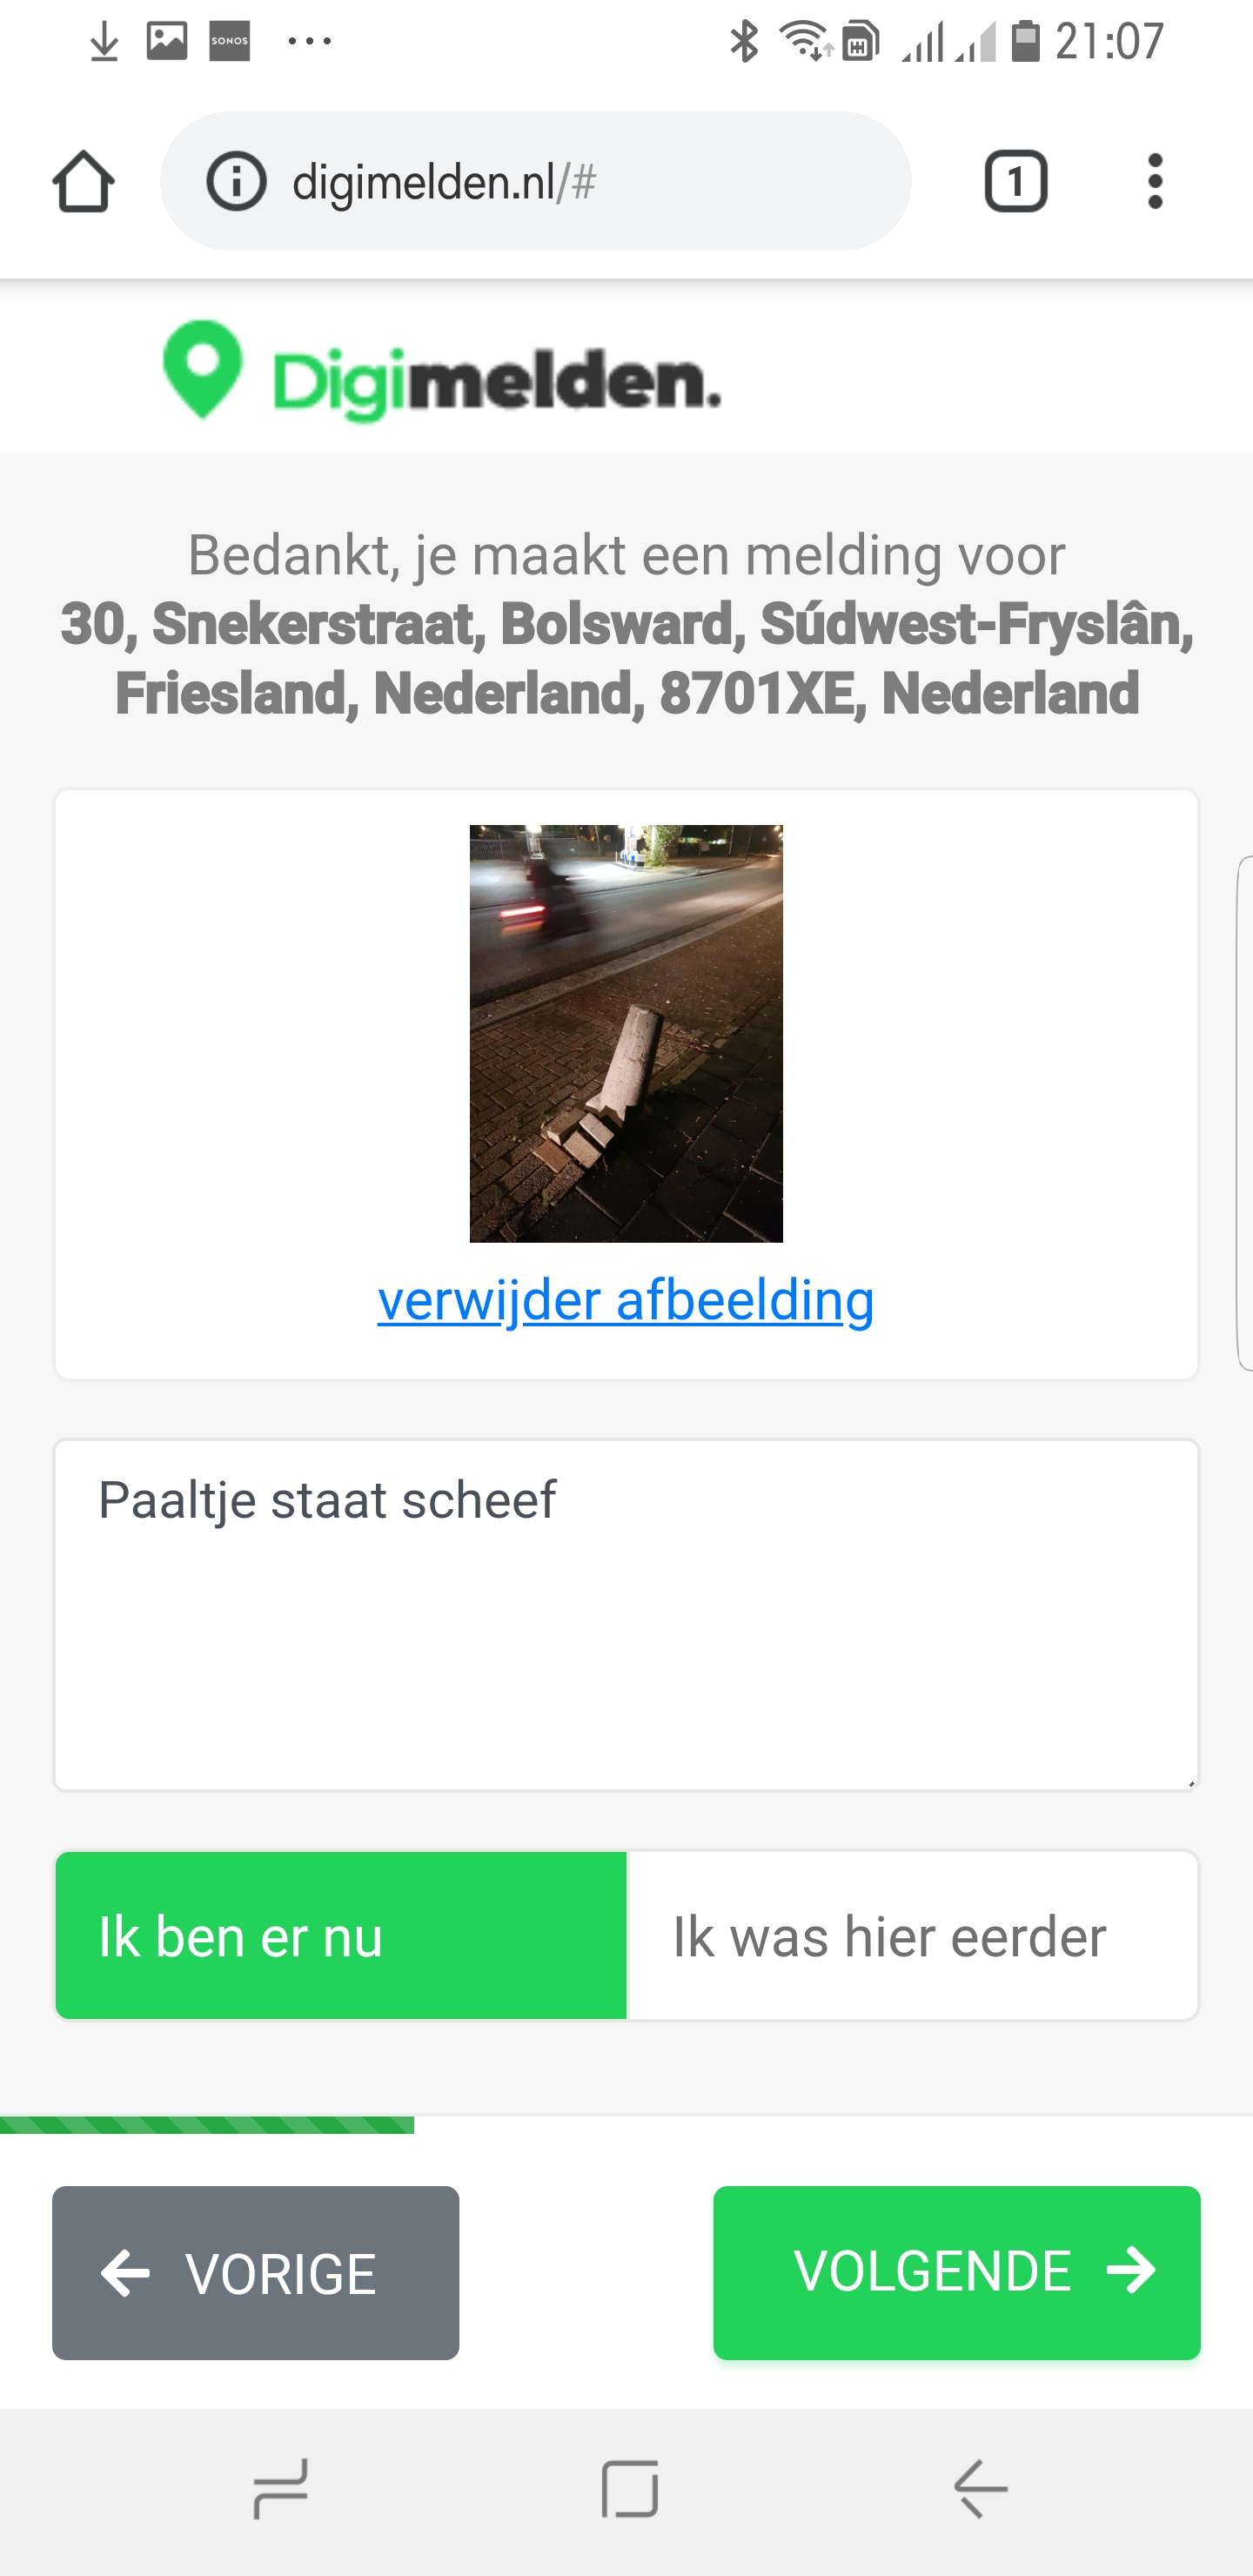 SONOS
21:07
digimelden.nl/#
1
Digimelden.
Bedankt, je maakt een melding voor
30, Snekerstraat, Bolsward, Súdwest-Fryslân,
Friesland, Nederland, 8701XE, Nederland
verwijder afbeelding
Paaltje staat scheef
Ik ben er nu
Ik was hier eerder
VORIGE
VOLGENDE